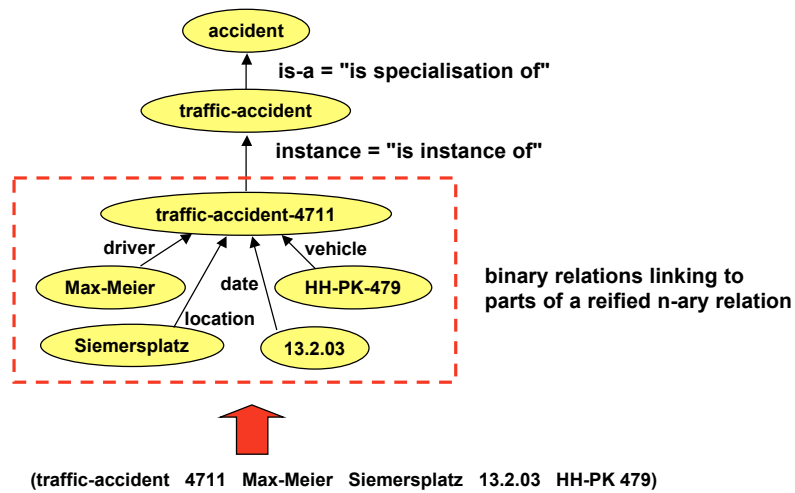 accident
is-a = "is specialisation of"
traffic-accident
instance = "is instance of"
traffic-accident-4711
driver
vehicle
Max-Meier
date
HH-PK-479
binary relations linking to
parts of a reified n-ary relation
location
Siemersplatz
13.2.03
(traffic-accident 4711 Max-Meier Siemersplatz 13.2.03 HH-PK 479)